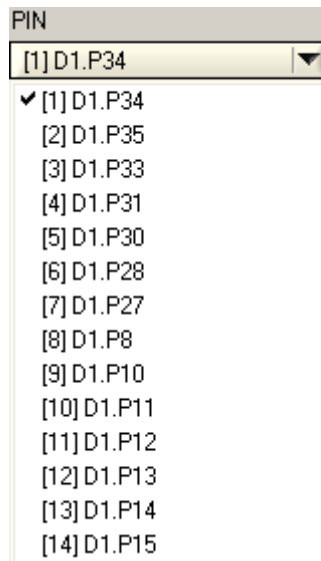 PIN
[1] D1.P34
[1] D1.P34
[2] D1.P35
[3] D1.P33
[4] D1.P31
[5] D1.P30
[6] D1.P28
[7] D1.P27
[8] D1.P8
[9] D1.P10
[10] D1.P11
[11] D1.P12
[12] D1.P13
[13] D1.P14
[14] D1.P15